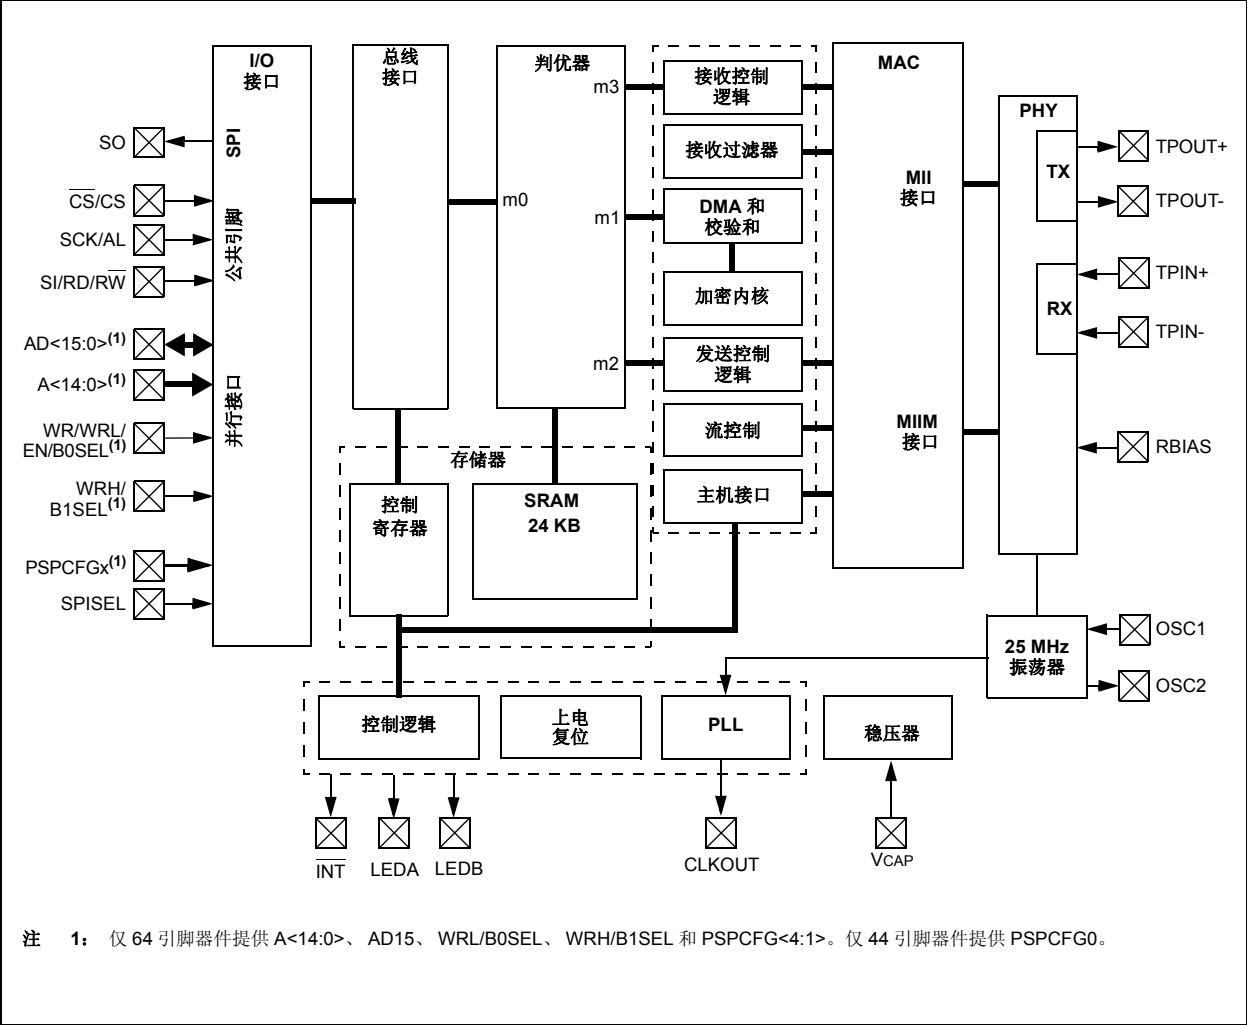 I/O
接口
SPI
公共引脚
并行接口
SO
CS/CS
SCK/AL
SI/RD/RW
AD<15:0>(1)
A<14:0>(1)
WR/WRL/
EN/B0SEL(1)
WRH/
B1SEL(1)
PSPCFGx(1)
SPISEL
总线
接口
判优器
m3
m0
m1
m2
接收控制
逻辑
接收过滤器
DMA 和
校验和
加密内核
发送控制
逻辑
流控制
主机接口
MAC
MII
接口
MIIM
接口
PHY
TX
RX
TPOUT+
TPOUT-
TPIN+
TPIN-
RBIAS
存储器
控制
寄存器
SRAM
24 KB
25 MHz
振荡器
OSC1
OSC2
控制逻辑
上电
复位
PLL
稳压器
INT
LEDA
LEDB
CLKOUT
VCAP
注 1： 仅 64 引脚器件提供 A<14:0>、 AD15、 WRL/B0SEL、 WRH/B1SEL 和 PSPCFG<4:1>。仅 44 引脚器件提供 PSPCFG0。